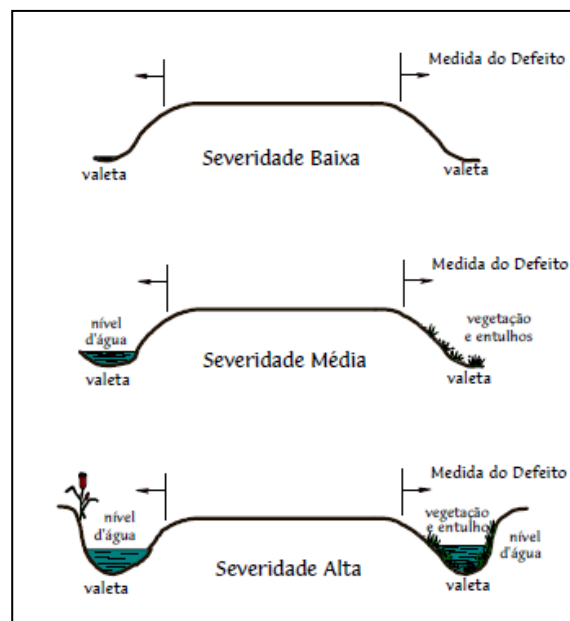 Medida do Defeito
Severidade Baixa
valeta
valeta
Medida do Defeito
nível
d'água
vegetação
e entulhos
Severidade Média
valeta
valeta
Medida do Defeito
nível
d'água
vegetação
e entulho
nível
d'água
Severidade Alta
valeta
valeta